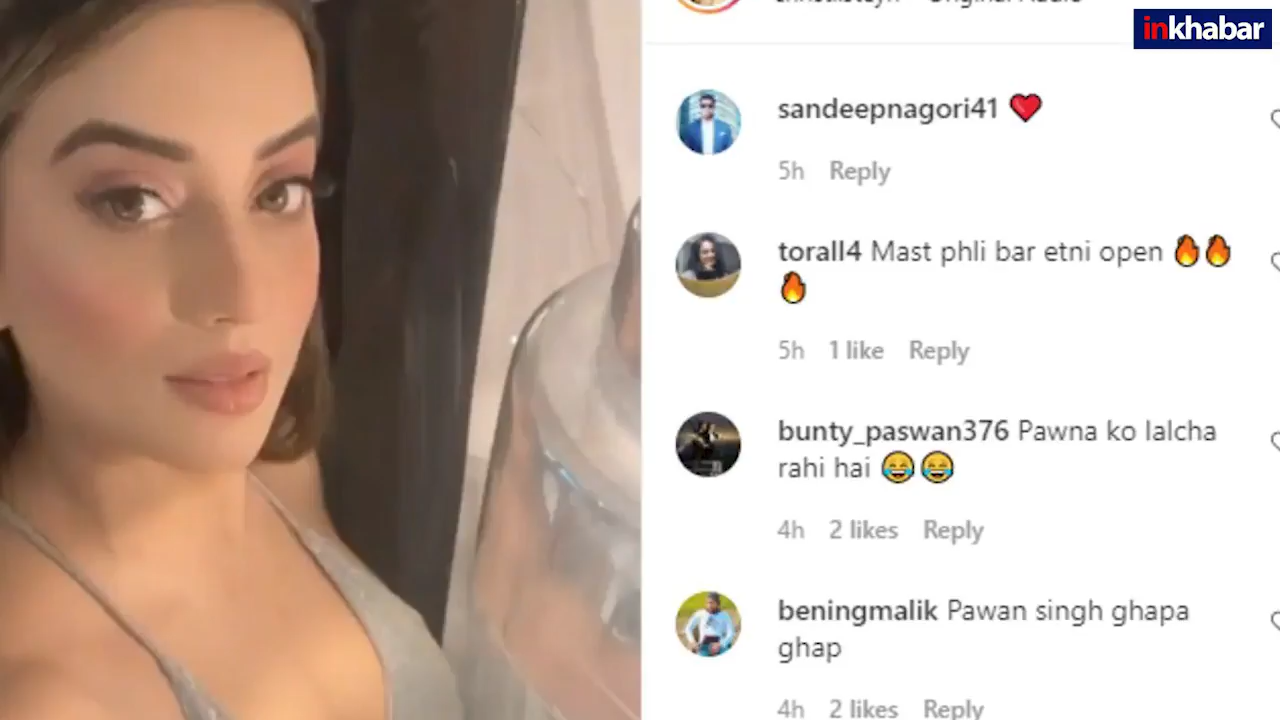 inkhabar
sandeepnagori41 ❤️
5h Reply
torall4 Mast phli bar etni open 🔥🔥
🔥
5h 1 like Reply
bunty_paswan376 Pawna ko lalcha
rahi hai 😂😂
4h 2 likes Reply
beningmalik Pawan singh ghapa
ghap
4h 2 likes Reply